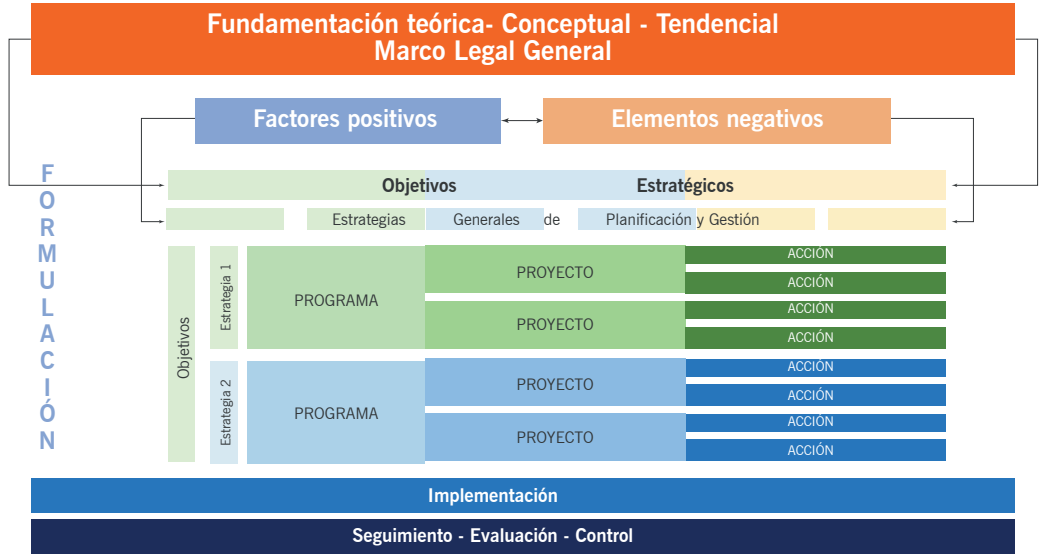 Fundamentación teórica- Conceptual - Tendencial
Marco Legal General
Factores positivos
Elementos negativos
FORMULACIÓN
Objetivos Estratégicos
Estrategias Generales de Planificación y Gestión
Objetivos
Estrategia 1
PROGRAMA
PROYECTO
ACCIÓN
ACCIÓN
PROYECTO
ACCIÓN
ACCIÓN
Estrategia 2
PROGRAMA
PROYECTO
ACCIÓN
ACCIÓN
PROYECTO
ACCIÓN
ACCIÓN
Implementación
Seguimiento - Evaluación - Control